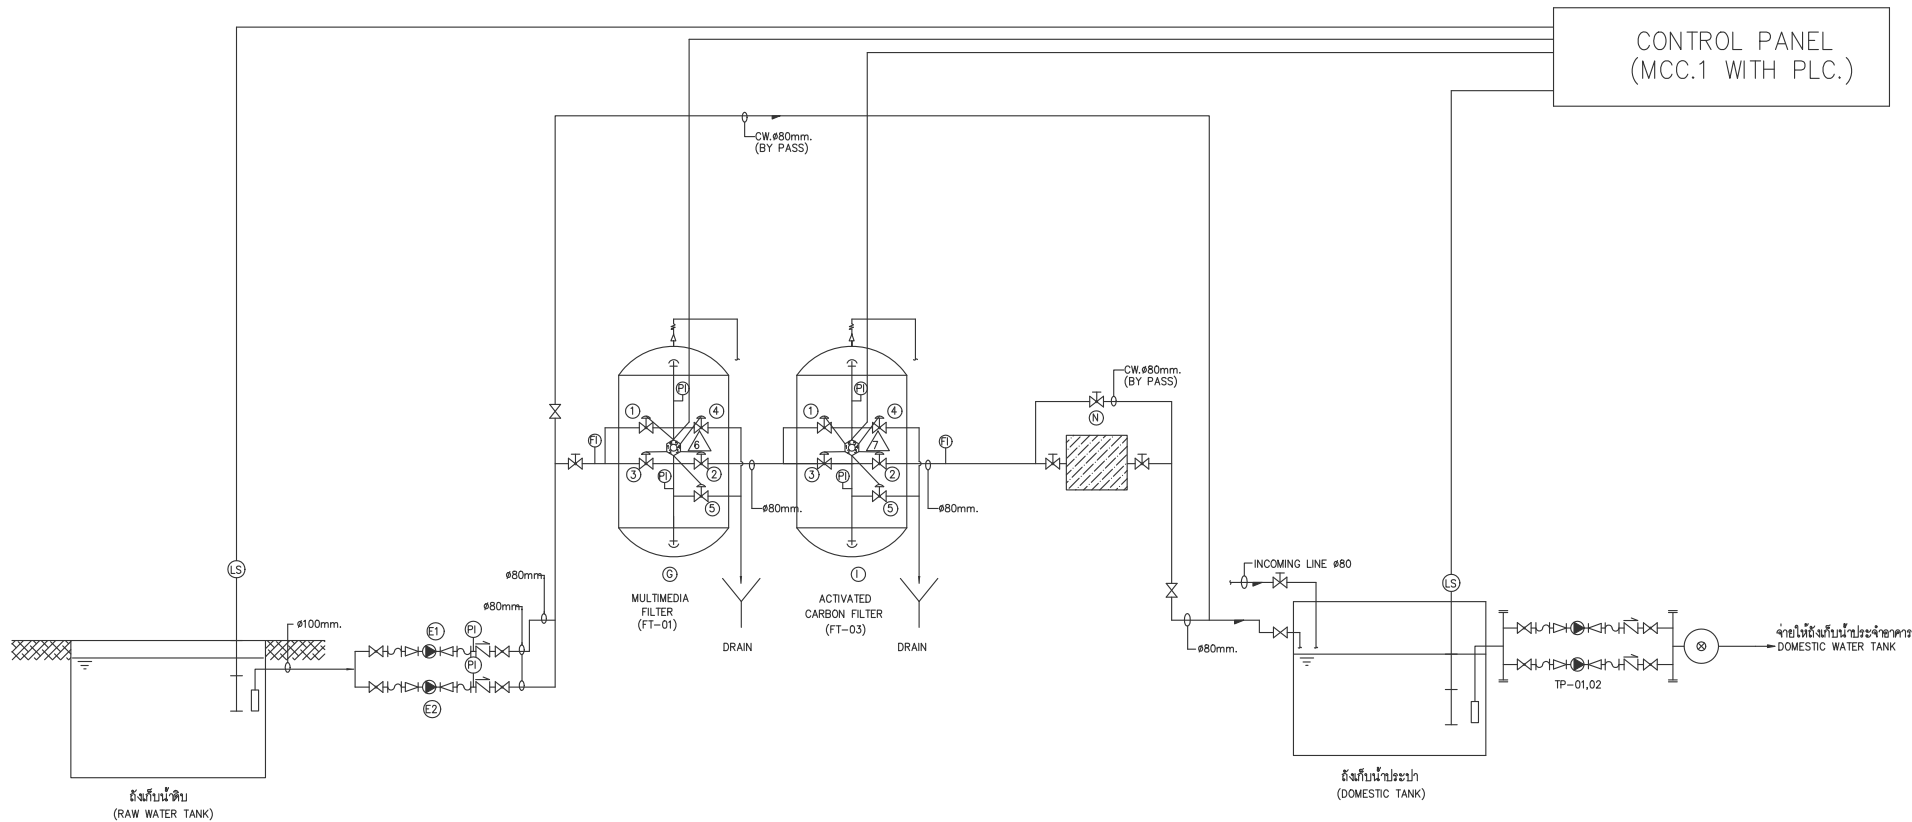 CONTROL PANEL
(MCC.1 WITH PLC.)
CW.ø80mm.
(BY PASS)
CW.ø80mm.
(BY PASS)
PI
PI
1
4
1
4
N
FI
6
7
FI
3
PI
2
3
PI
2
5
5
ø80mm.
ø80mm.
LS
G
I
INCOMING LINE ø80
LS
ø80mm.
ø80mm.
MULTIMEDIA
FILTER
(FT-01)
ACTIVATED
CARBON FILTER
(FT-03)
DRAIN
DRAIN
ø100mm.
E1
PI
PI
E2
ø80mm.
TP-01,02
จ่ายให้ถังเก็บน้ำประจำอาคาร
DOMESTIC WATER TANK
ถังเก็บน้ำดิบ
(RAW WATER TANK)
ถังเก็บน้ำประปา
(DOMESTIC TANK)